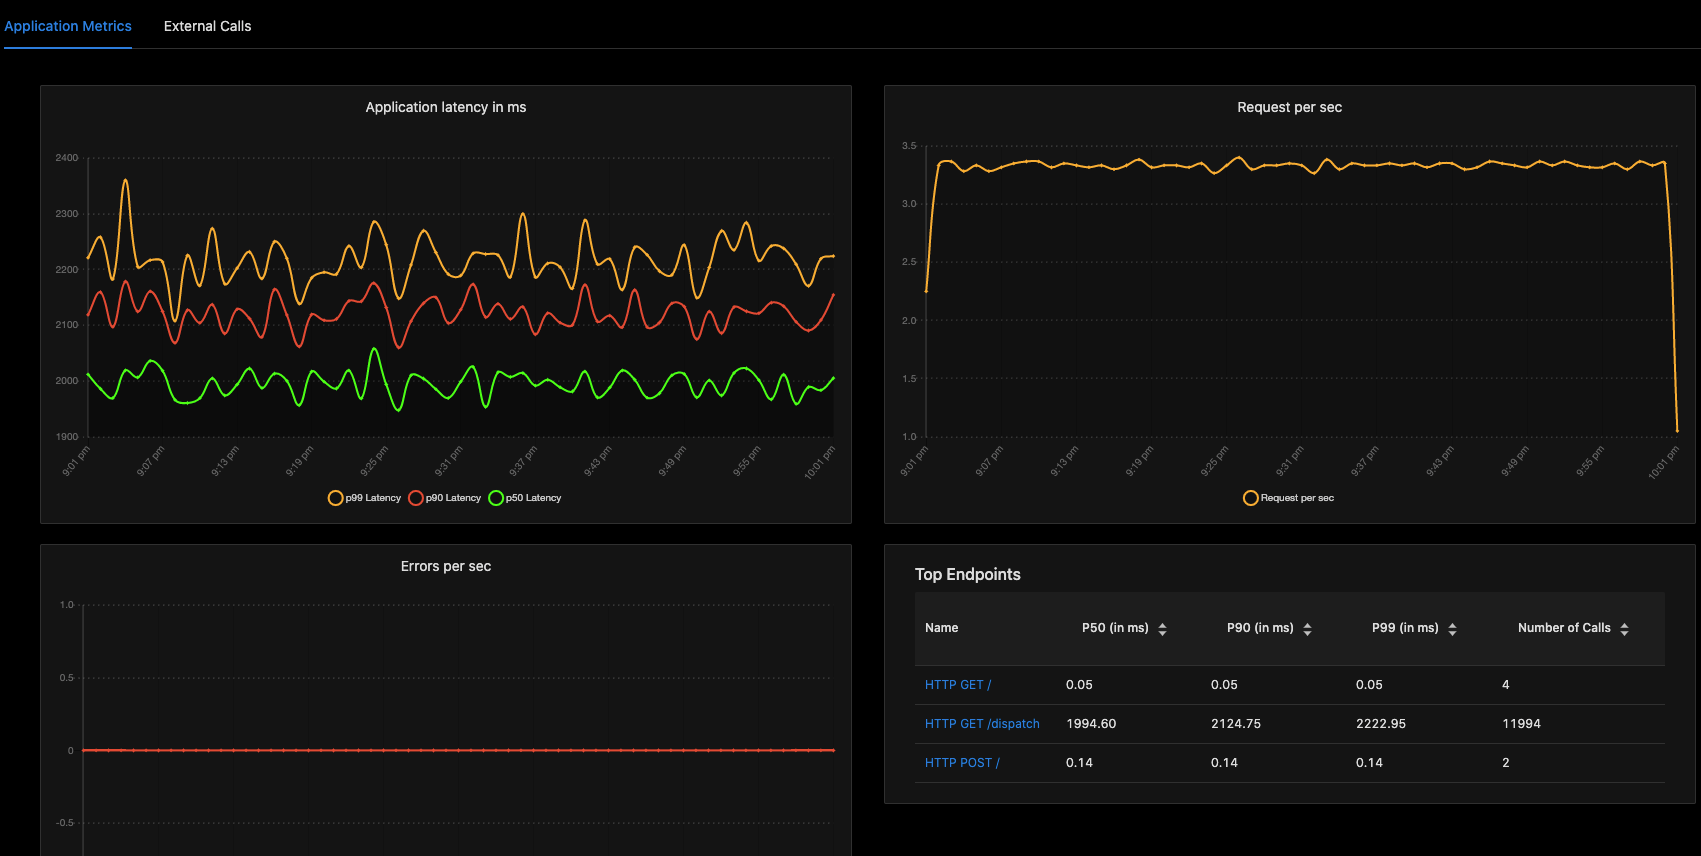 Application Metrics External Calls
Application latency in ms
2400
2300
2200
2100
2000
1900
9:01 pm 9:07 pm 9:13 pm 9:19 pm 9:25 pm 9:31 pm 9:37 pm 9:43 pm 9:49 pm 9:55 pm 10:01 pm
p99 Latency p90 Latency p50 Latency
Request per sec
3.5
3.0
2.5
2.0
1.5
1.0
9:01 pm 9:07 pm 9:13 pm 9:19 pm 9:25 pm 9:31 pm 9:37 pm 9:43 pm 9:49 pm 9:55 pm 10:01 pm
Request per sec
Errors per sec
1.0
0.5
0
-0.5
Top Endpoints
Name P50 (in ms) P90 (in ms) P99 (in ms) Number of Calls
HTTP GET / 0.05 0.05 0.05 4
HTTP GET /dispatch 1994.60 2124.75 2222.95 11994
HTTP POST / 0.14 0.14 0.14 2